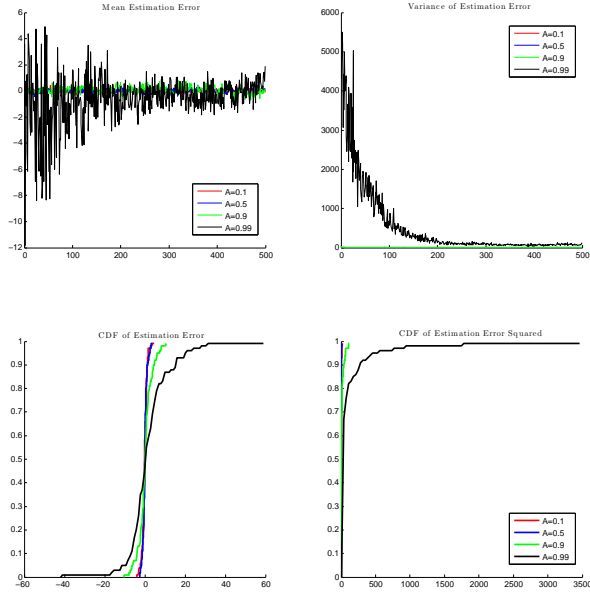 Mean Estimation Error
6
4
2
0
−2
−4
−6
−8
−10
−12
0 100 200 300 400 500
A=0.1
A=0.5
A=0.9
A=0.99
Variance of Estimation Error
6000
5000
4000
3000
2000
1000
0
0 100 200 300 400 500
A=0.1
A=0.5
A=0.9
A=0.99
CDF of Estimation Error
1
0.9
0.8
0.7
0.6
0.5
0.4
0.3
0.2
0.1
0
−60 −40 −20 0 20 40 60
CDF of Estimation Error Squared
1
0.9
0.8
0.7
0.6
0.5
0.4
0.3
0.2
0.1
0
0 500 1000 1500 2000 2500 3000 3500
A=0.1
A=0.5
A=0.9
A=0.99